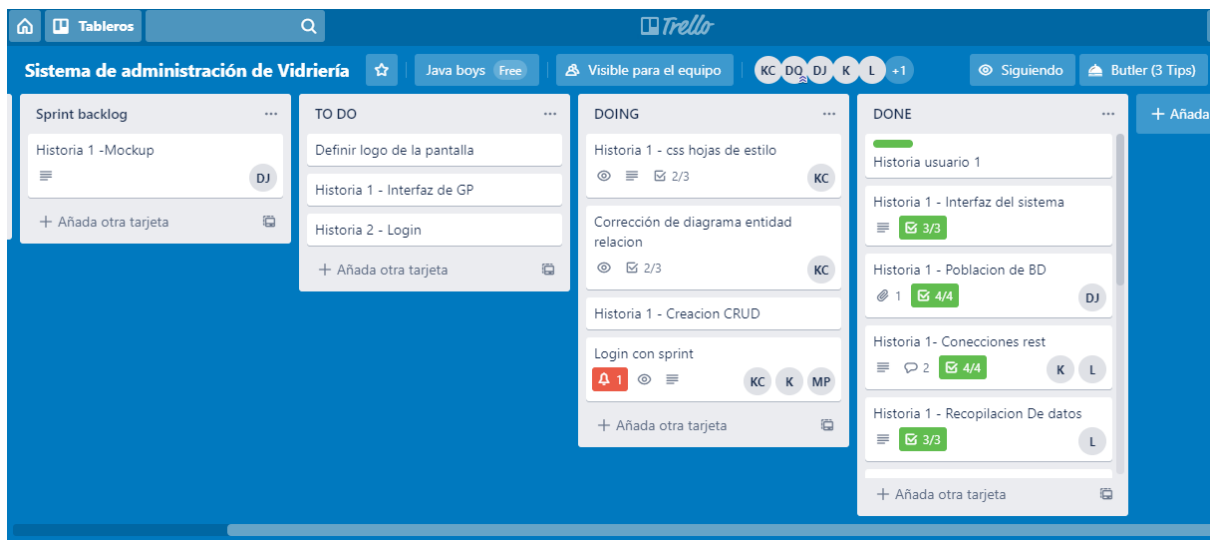 Tableros
Trello
Sistema de administración de Vidriería
Java boys Free
Visible para el equipo
KC DQ DJ K L +1
Siguiendo
Butler (3 Tips)
Sprint backlog
Historia 1 -Mockup
DJ
+ Añada otra tarjeta
TO DO
Definir logo de la pantalla
Historia 1 - Interfaz de GP
Historia 2 - Login
+ Añada otra tarjeta
DOING
Historia 1 - css hojas de estilo
2/3
KC
Corrección de diagrama entidad
relacion
2/3
KC
Historia 1 - Creacion CRUD
Login con sprint
1
KC K MP
+ Añada otra tarjeta
DONE
Historia usuario 1
Historia 1 - Interfaz del sistema
3/3
Historia 1 - Poblacion de BD
1 4/4
DJ
Historia 1- Conecciones rest
2 4/4
K L
Historia 1 - Recopilacion De datos
3/3
L
+ Añada otra tarjeta
+ Añada